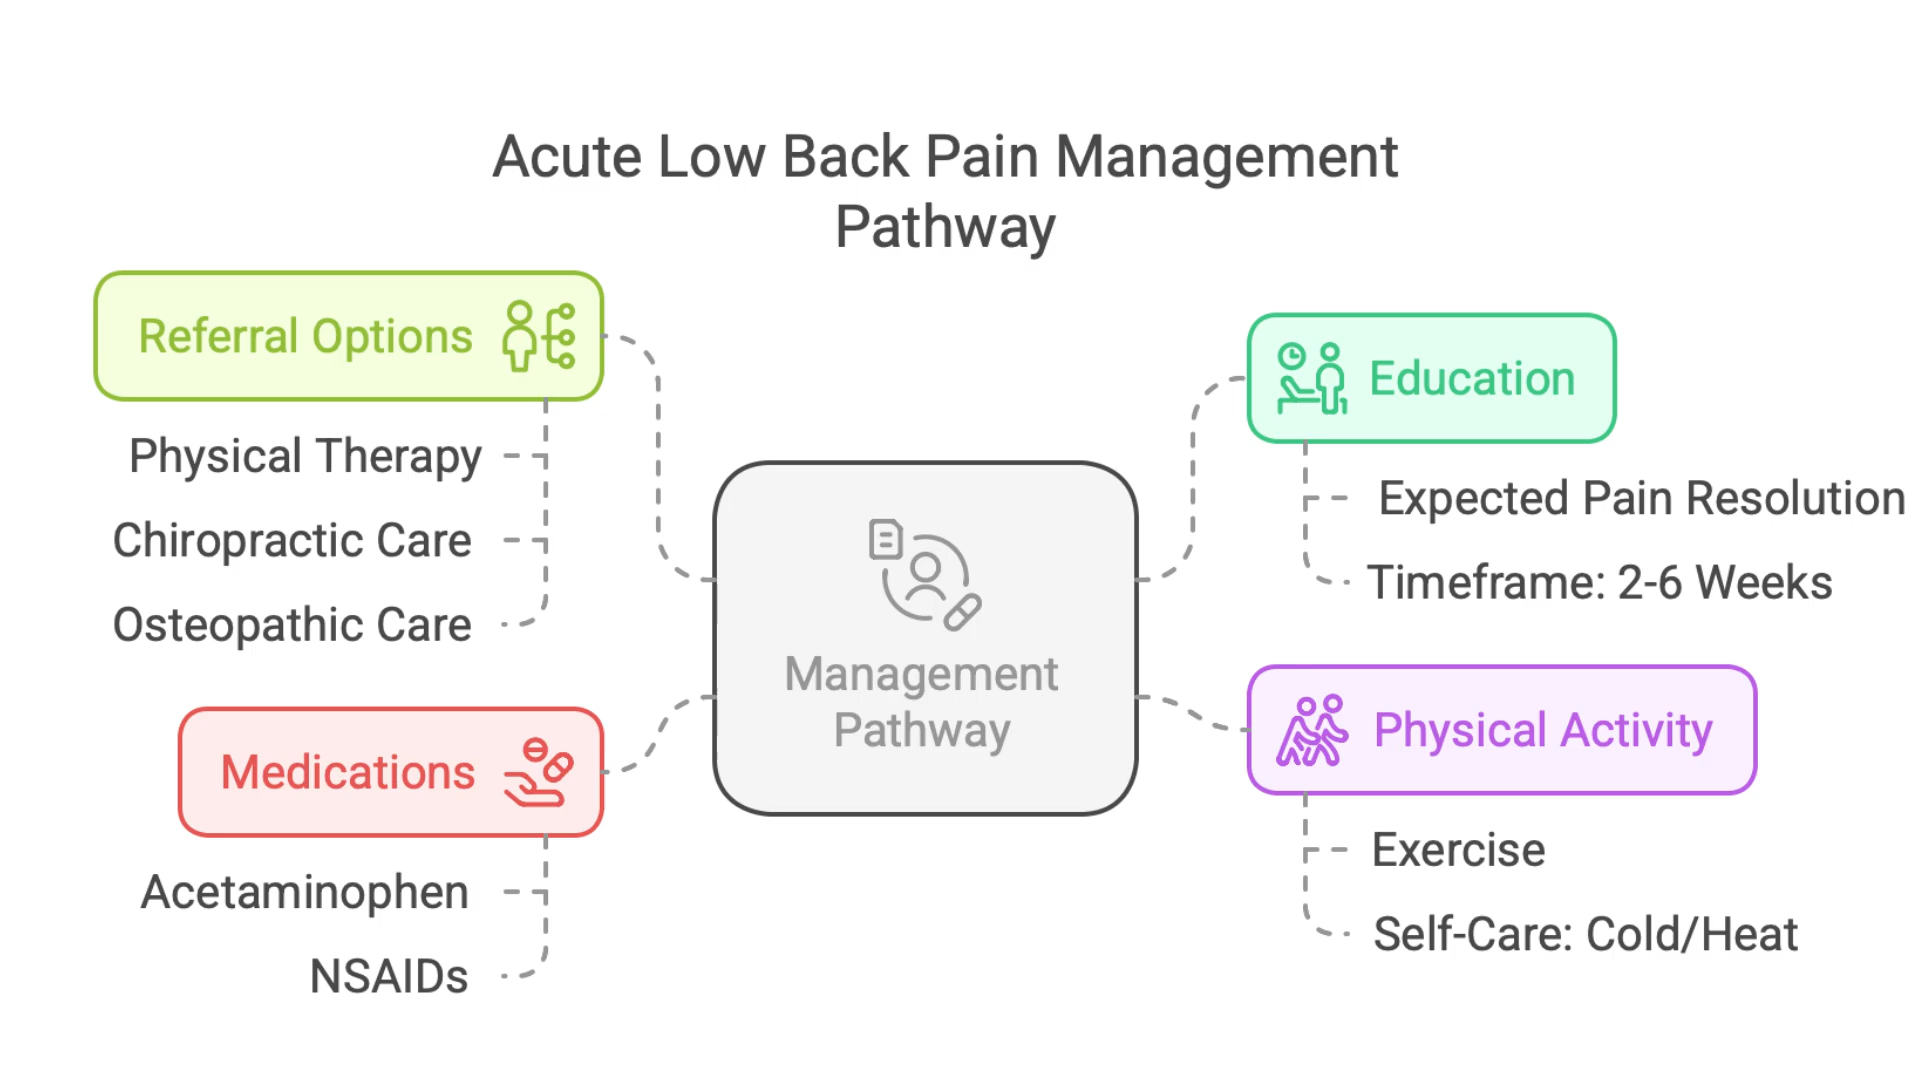 Acute Low Back Pain Management
Pathway
Referral Options
Physical Therapy
Chiropractic Care
Osteopathic Care
Medications
Acetaminophen
NSAIDs
Management
Pathway
Education
Expected Pain Resolution
Timeframe: 2-6 Weeks
Physical Activity
Exercise
Self-Care: Cold/Heat